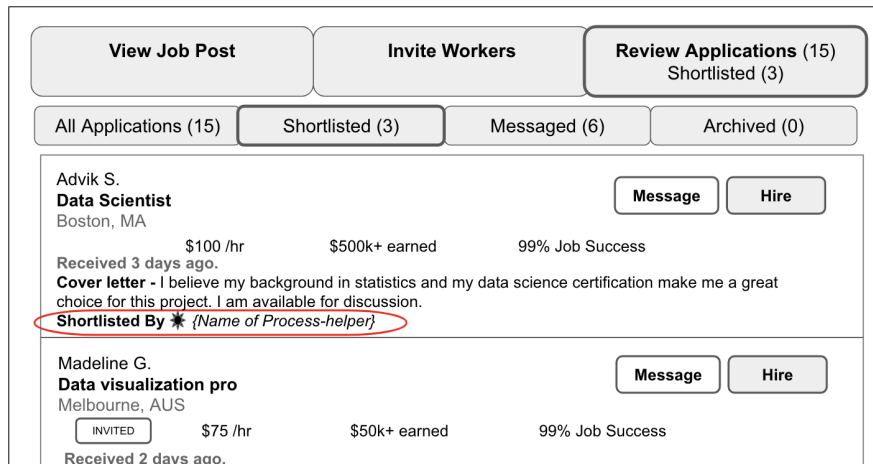 View Job Post
Invite Workers
Review Applications (15)
Shortlisted (3)
All Applications (15)
Shortlisted (3)
Messaged (6)
Archived (0)
Advik S.
Data Scientist
Boston, MA
Message
Hire
$100 /hr
$500k+ earned
99% Job Success
Received 3 days ago.
Cover letter - I believe my background in statistics and my data science certification make me a great
choice for this project. I am available for discussion.
Shortlisted By {Name of Process-helper}
Madeline G.
Data visualization pro
Melbourne, AUS
Message
Hire
INVITED
$75 /hr
$50k+ earned
99% Job Success
Received 2 days ago.